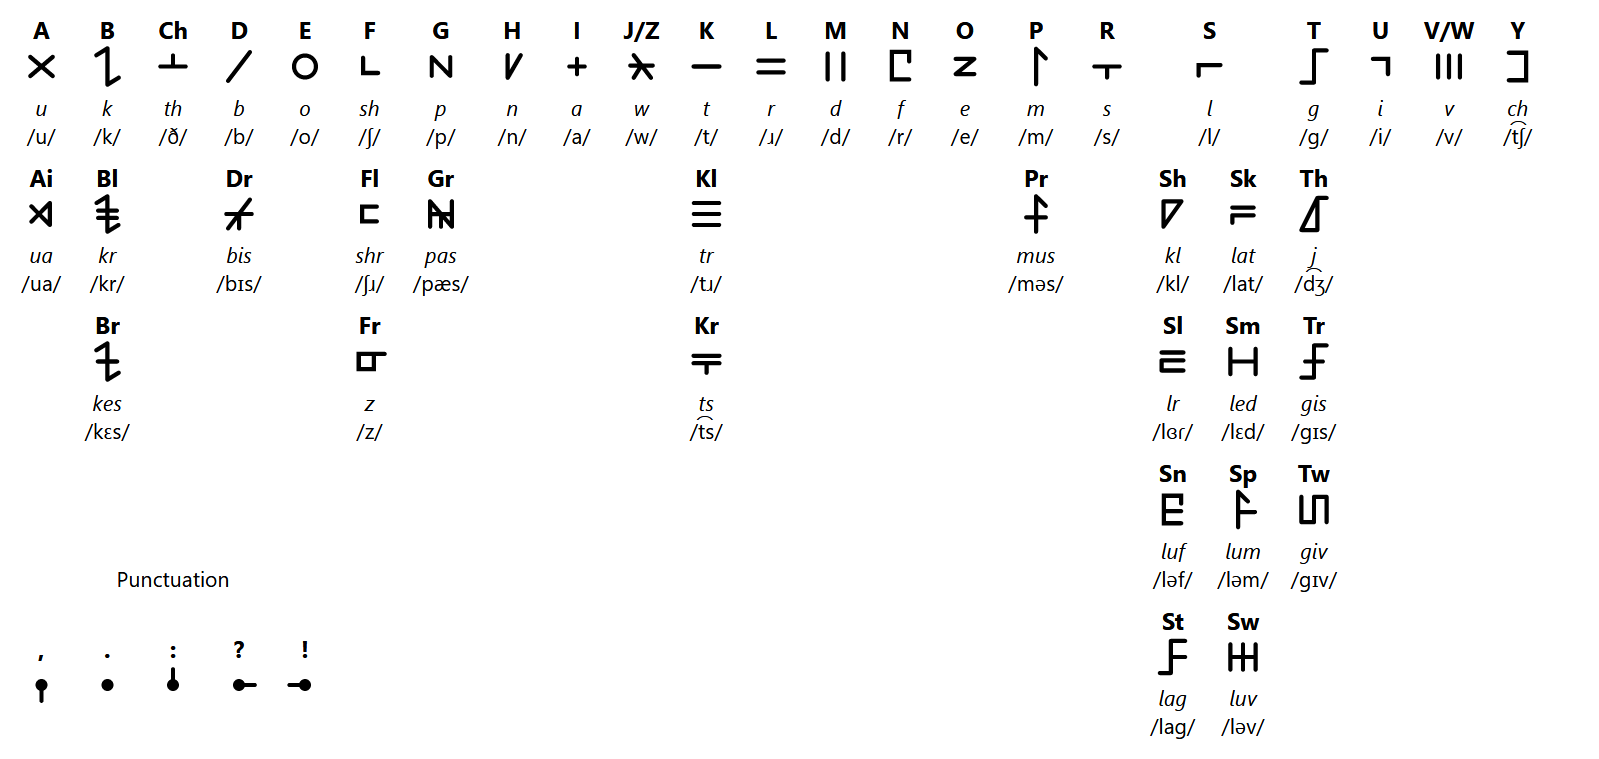 A B Ch D E F G H I J/Z K L M N O P R S T U V/W Y
u k th b o sh p n a w t r d f e m s l g i v ch
/u/ /k/ /ð/ /b/ /o/ /ʃ/ /p/ /n/ /a/ /w/ /t/ /ɹ/ /d/ /r/ /e/ /m/ /s/ /l/ /g/ /i/ /v/ /t͡ʃ/
Ai Bl Dr Fl Gr Kl Pr Sh Sk Th
ua kr bis shr pas tr mus kl lat j
/ua/ /kr/ /bɪs/ /ʃɹ/ /pæs/ /tɹ/ /məs/ /kl/ /lat/ /d͡ʒ/
Br Fr Kr Sl Sm Tr
kes z ts lr led gis
/kɛs/ /z/ /t͡s/ /lɞɾ/ /lɛd/ /gɪs/
Sn Sp Tw
luf lum giv
/ləf/ /ləm/ /gɪv/
Punctuation
St Sw
, . : ? !
lag luv
/lag/ /ləv/